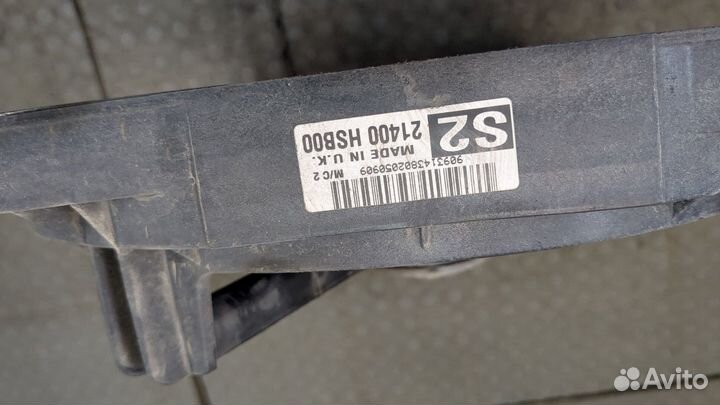 S2
21400 HSB00
MADE IN U.K.
M/C 2
9093143802050909
Avito